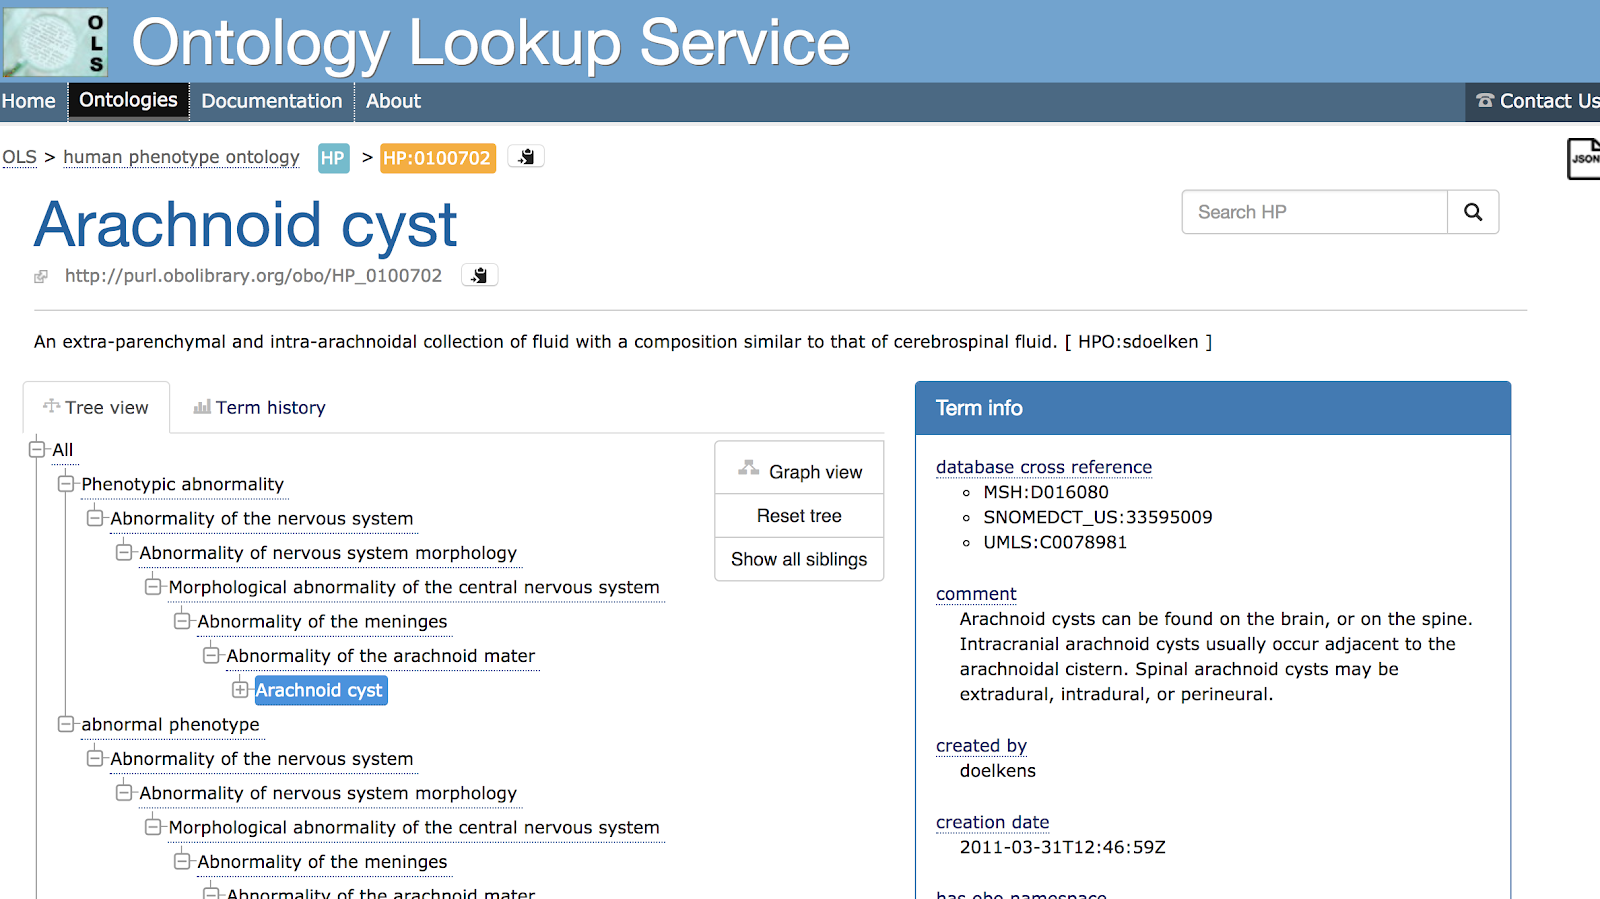 OLS
Ontology Lookup Service
Home Ontologies Documentation About Contact Us
OLS > human phenotype ontology HP > HP:0100702
JSON
Arachnoid cyst
Search HP
http://purl.obolibrary.org/obo/HP_0100702
An extra-parenchymal and intra-arachnoidal collection of fluid with a composition similar to that of cerebrospinal fluid. [ HPO:sdoelken ]
Tree view Term history
All
Phenotypic abnormality
Abnormality of the nervous system
Abnormality of nervous system morphology
Morphological abnormality of the central nervous system
Abnormality of the meninges
Abnormality of the arachnoid mater
Arachnoid cyst
abnormal phenotype
Abnormality of the nervous system
Abnormality of nervous system morphology
Morphological abnormality of the central nervous system
Abnormality of the meninges
Abnormality of the arachnoid mater
Graph view
Reset tree
Show all siblings
Term info
database cross reference
MSH:D016080
SNOMEDCT_US:33595009
UMLS:C0078981
comment
Arachnoid cysts can be found on the brain, or on the spine.
Intracranial arachnoid cysts usually occur adjacent to the
arachnoidal cistern. Spinal arachnoid cysts may be
extradural, intradural, or perineural.
created by
doelkens
creation date
2011-03-31T12:46:59Z
has obo namespace